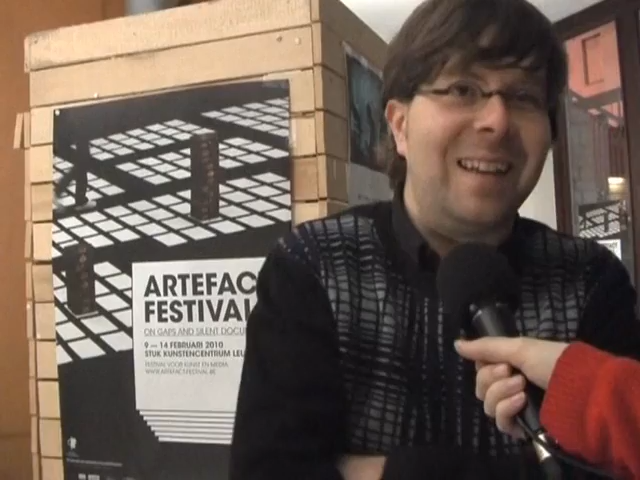 ARTEFAC
FESTIVAL
ON GAPS AND SILENT DOCU
9 — 14 FEBRUARI 2010
STUK KUNSTENCENTRUM LEU
FESTIVAL VOOR KUNST EN MEDIA
WWW.ARTEFACT-FESTIVAL.BE